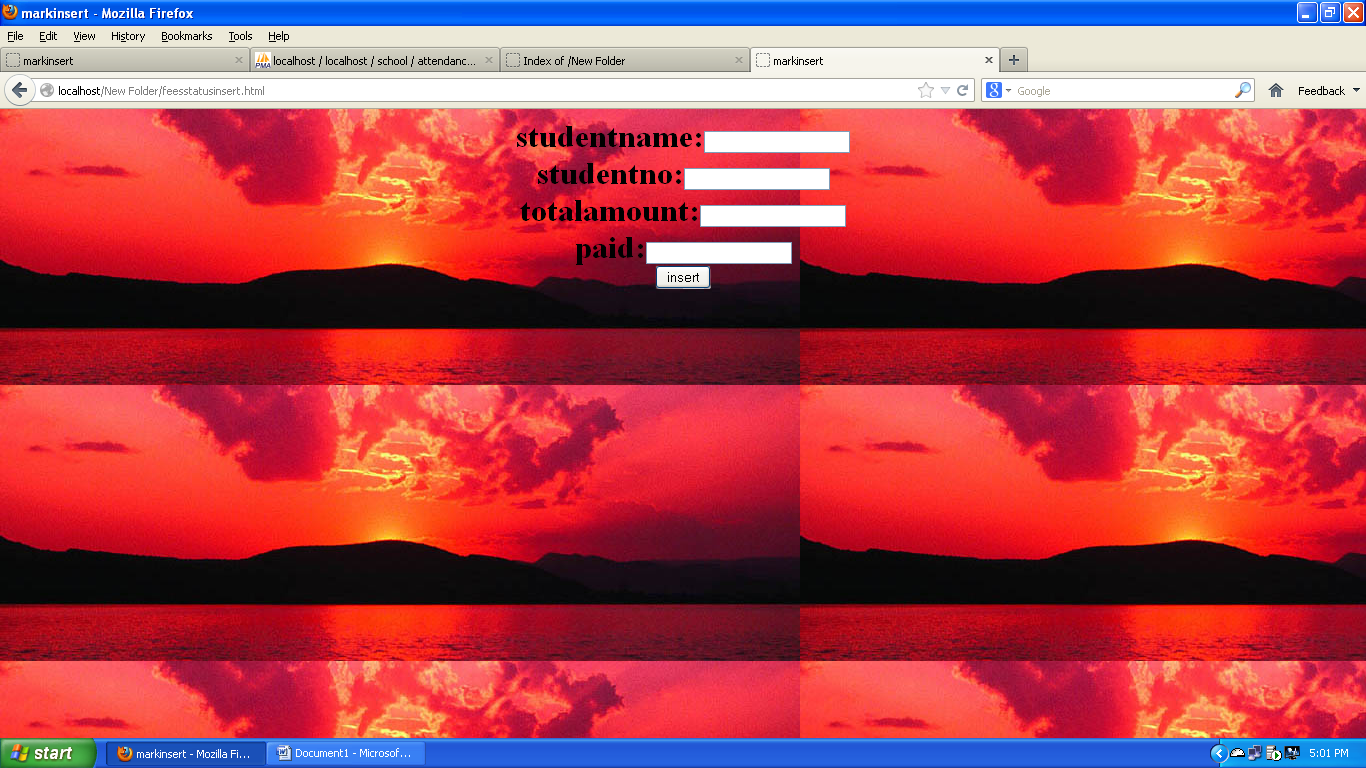 markinsert - Mozilla Firefox
File Edit View History Bookmarks Tools Help
markinsert PMA localhost / localhost / school / attendanc... Index of /New Folder markinsert
localhost/New Folder/feesstatusinsert.html Google Feedback
studentname:
studentno:
totalamount:
paid:
insert
start markinsert - Mozilla Fi... Document1 - Microsof... 5:01 PM